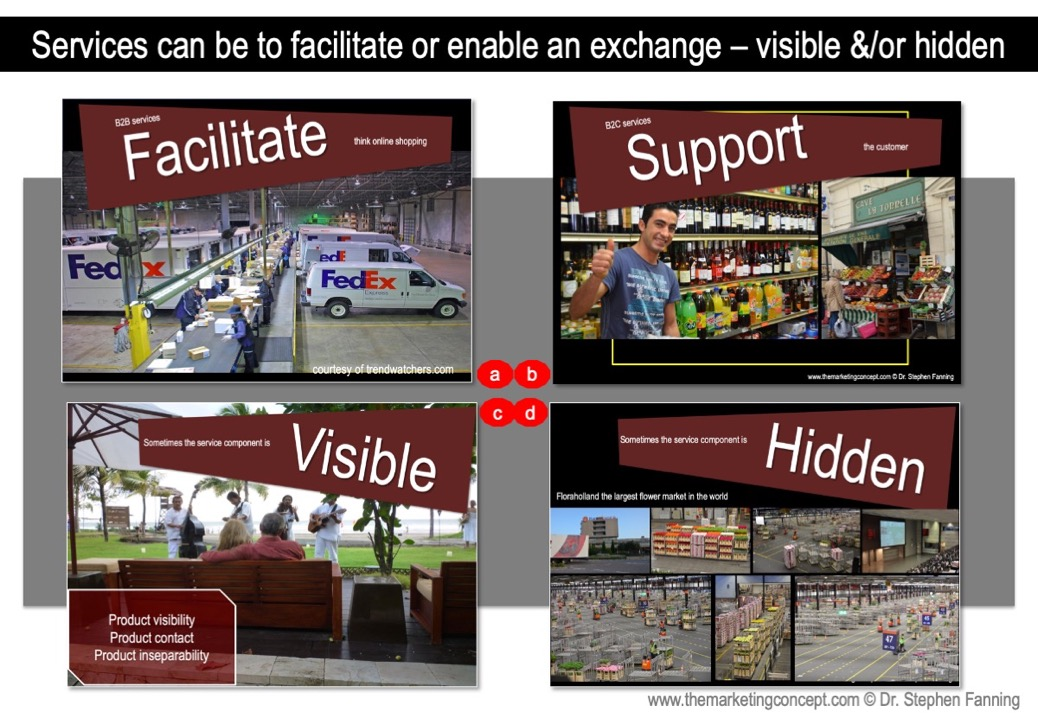 Services can be to facilitate or enable an exchange – visible &/or hidden
B2B services
Facilitate
think online shopping
FedEx
FedEx
Express
courtesy of trendwatchers.com
B2C services
Support
the customer
www.themarketingconcept.com © Dr. Stephen Fanning
a
b
c
d
Sometimes the service component is
Visible
Product visibility
Product contact
Product inseparability
Sometimes the service component is
Hidden
Floraholland the largest flower market in the world
47
www.themarketingconcept.com © Dr. Stephen Fanning